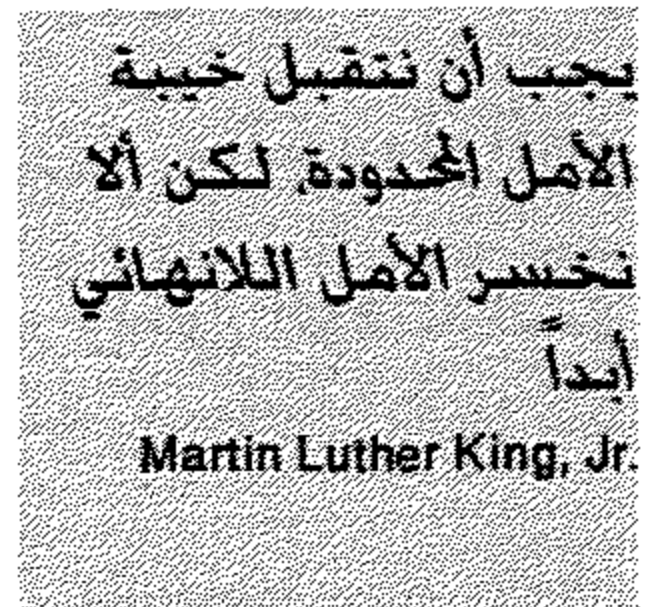 يجب أن نتقبل خيبة
الأمل المحدودة، لكن ألا
نخسر الأمل اللانهائي
أبداً
Martin Luther King, Jr.